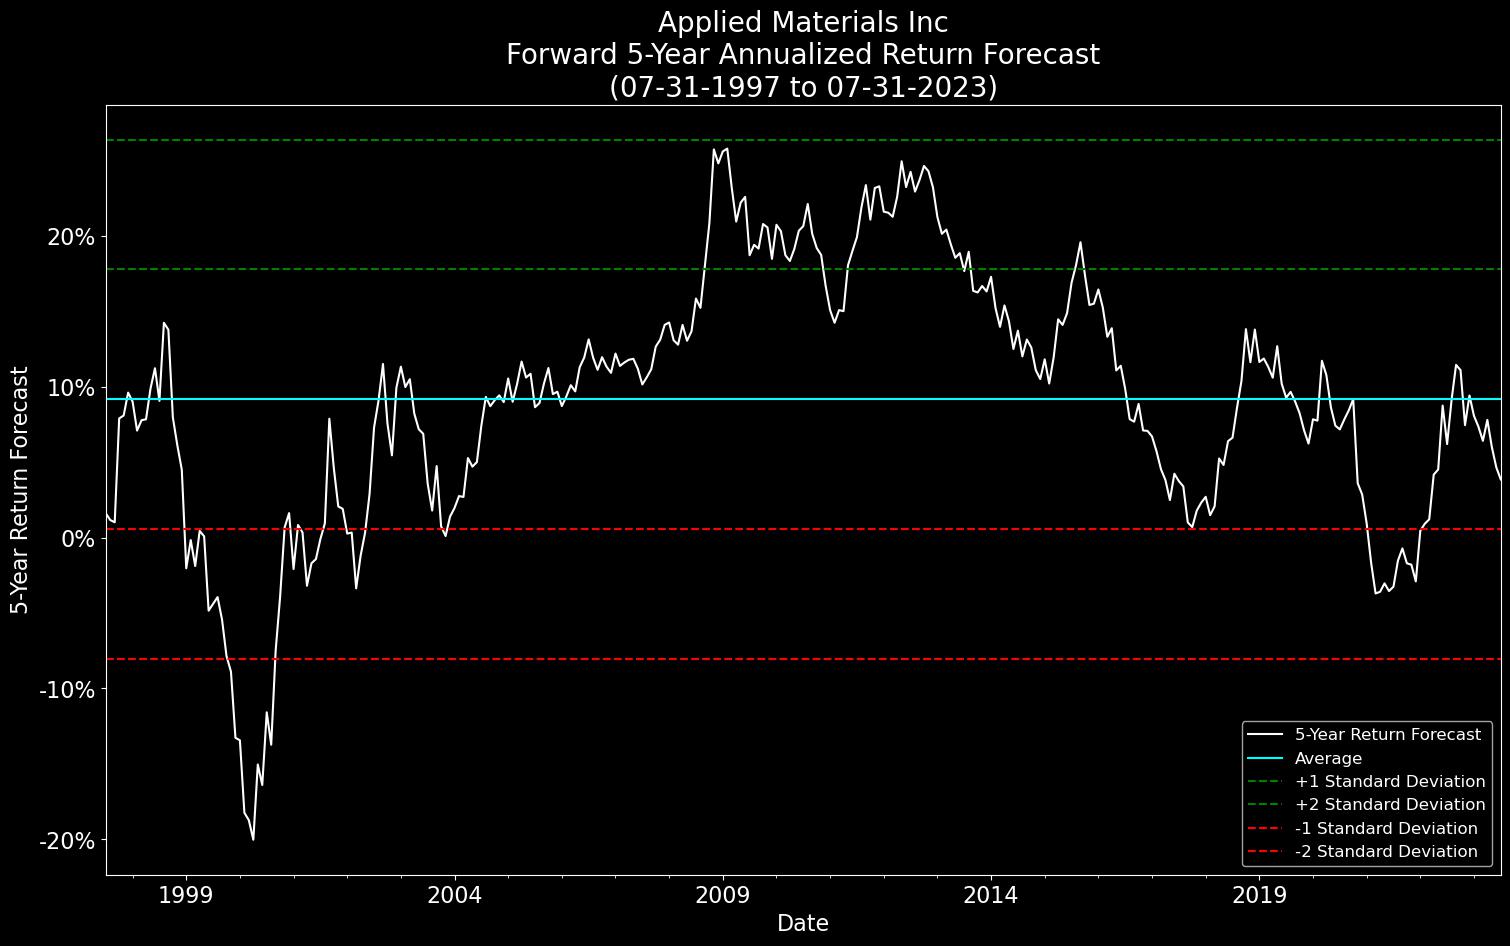 Applied Materials Inc
Forward 5-Year Annualized Return Forecast
(07-31-1997 to 07-31-2023)
5-Year Return Forecast
20%
10%
0%
-10%
-20%
1999
2004
2009
2014
2019
Date
5-Year Return Forecast
Average
+1 Standard Deviation
+2 Standard Deviation
-1 Standard Deviation
-2 Standard Deviation